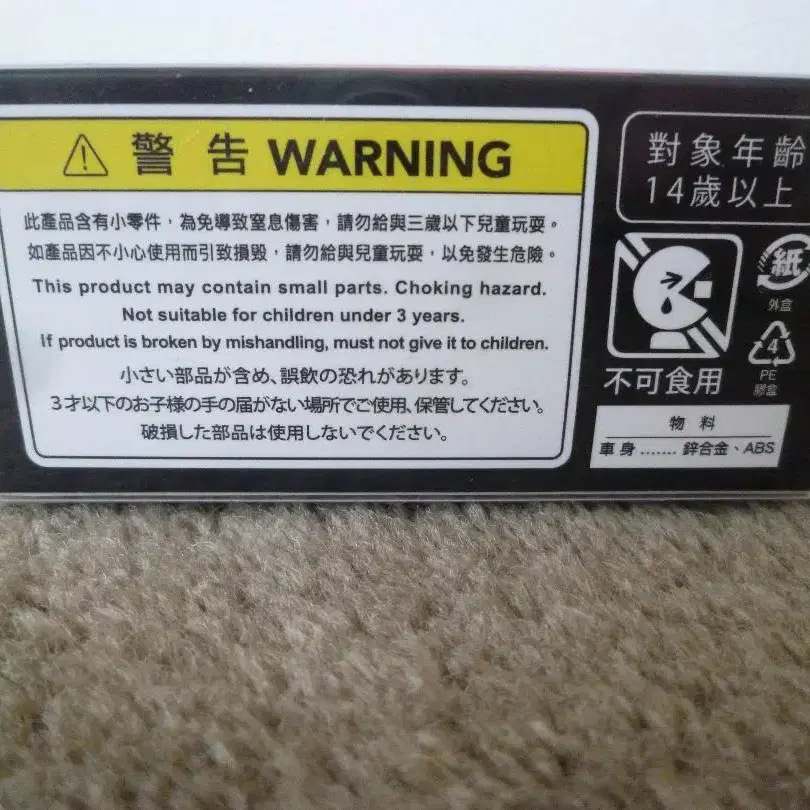 警告 WARNING
此產品含有小零件，為免導致窒息傷害，請勿給與三歲以下兒童玩耍。
如產品因不小心使用而引致損毀，請勿給與兒童玩耍，以免發生危險。
This product may contain small parts. Choking hazard.
Not suitable for children under 3 years.
If product is broken by mishandling, must not give it to children.
小さい部品が含め、誤飲の恐れがあります。
3才以下のお子様の手の届がない場所でご使用、保管してください。
破損した部品は使用しないでください。
對象年齡
14歲以上
不可食用
紙
外盒
4
PE
膠盒
物料
車身....... 鋅合金、ABS